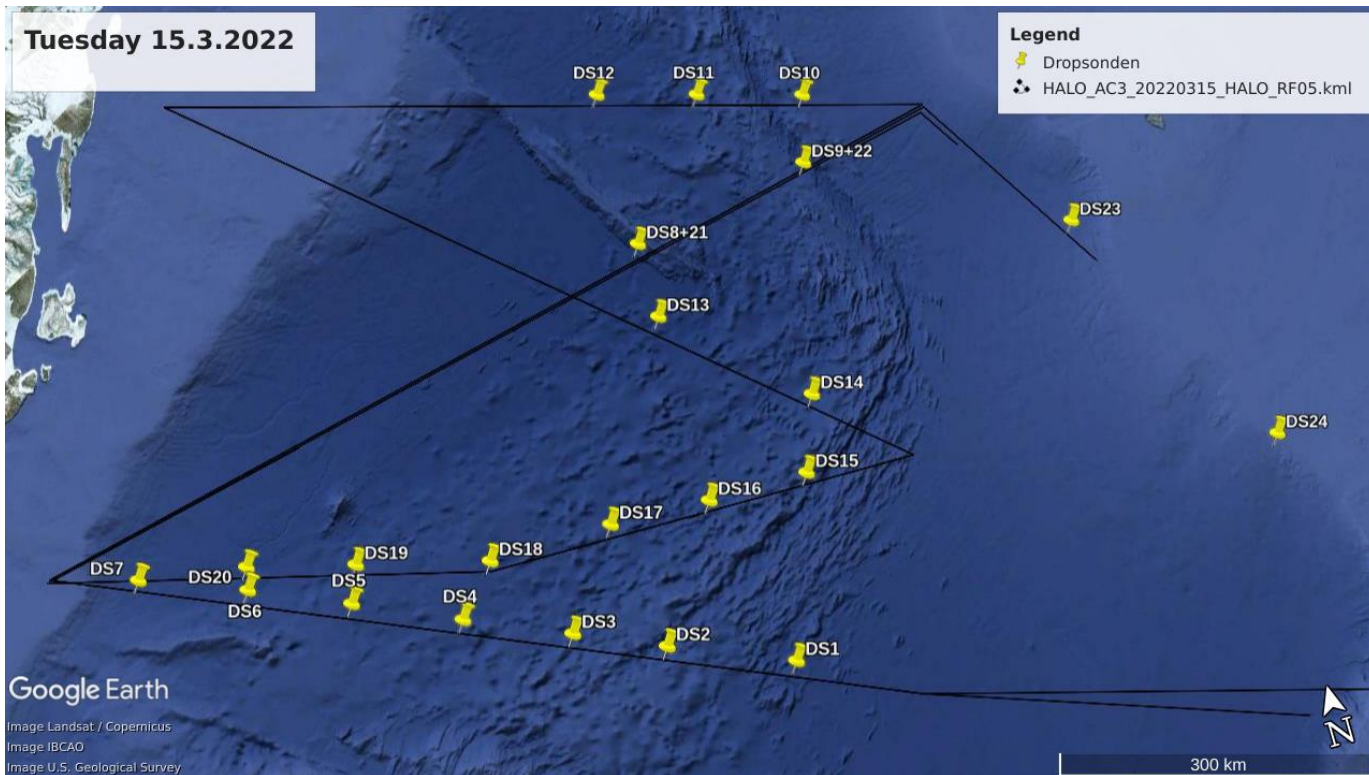 Tuesday 15.3.2022
Legend
Dropsonden
HALO_AC3_20220315_HALO_RF05.kml
DS12
DS11
DS10
DS9+22
DS23
DS8+21
DS13
DS14
DS24
DS15
DS16
DS17
DS18
DS19
DS7
DS20
DS5
DS6
DS4
DS3
DS2
DS1
Google Earth
Image Landsat / Copernicus
Image IBCAO
Image U.S. Geological Survey
N
300 km